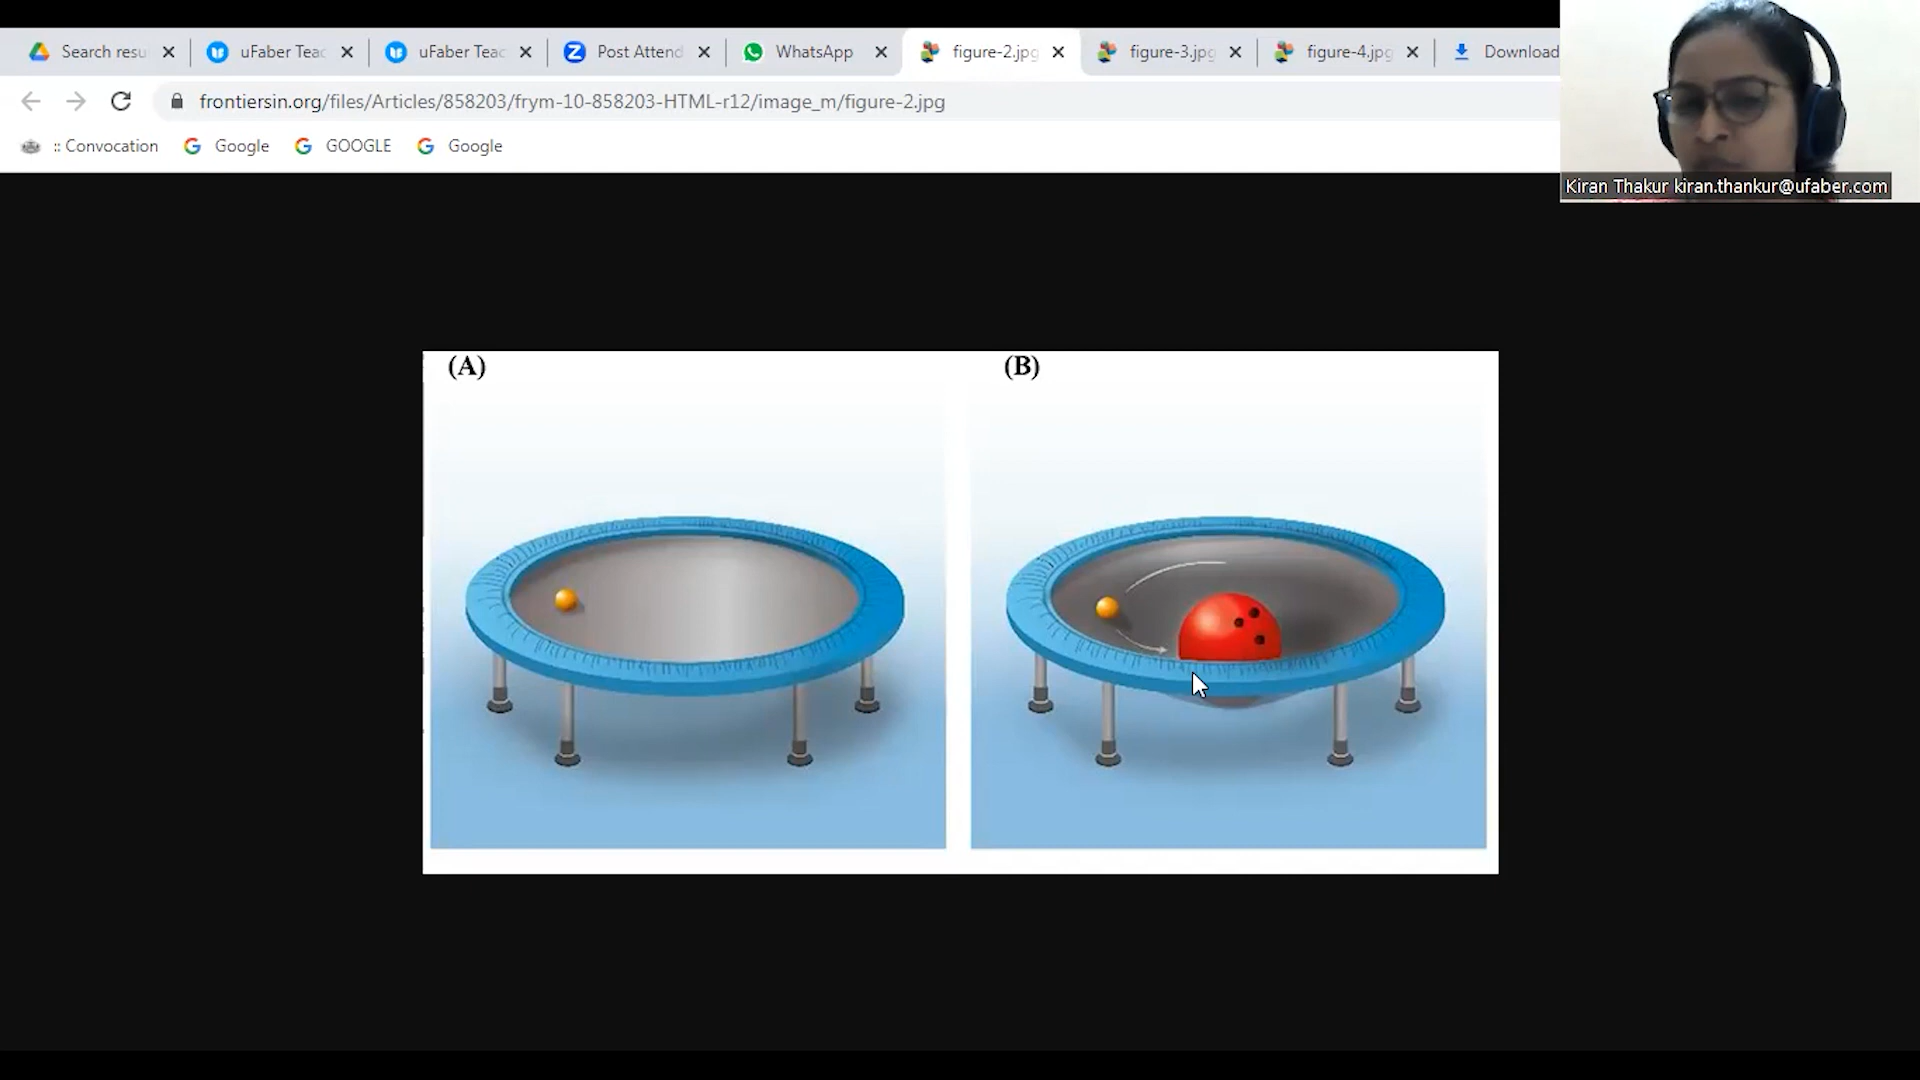 Search resu
uFaber Teac
uFaber Teac
Post Attend
WhatsApp
figure-2.jpg
figure-3.jpg
figure-4.jpg
Download
frontiersin.org/files/Articles/858203/frym-10-858203-HTML-r12/image_m/figure-2.jpg
:: Convocation
Google
GOOGLE
Google
Kiran Thakur kiran.thankur@ufaber.com
(A)
(B)